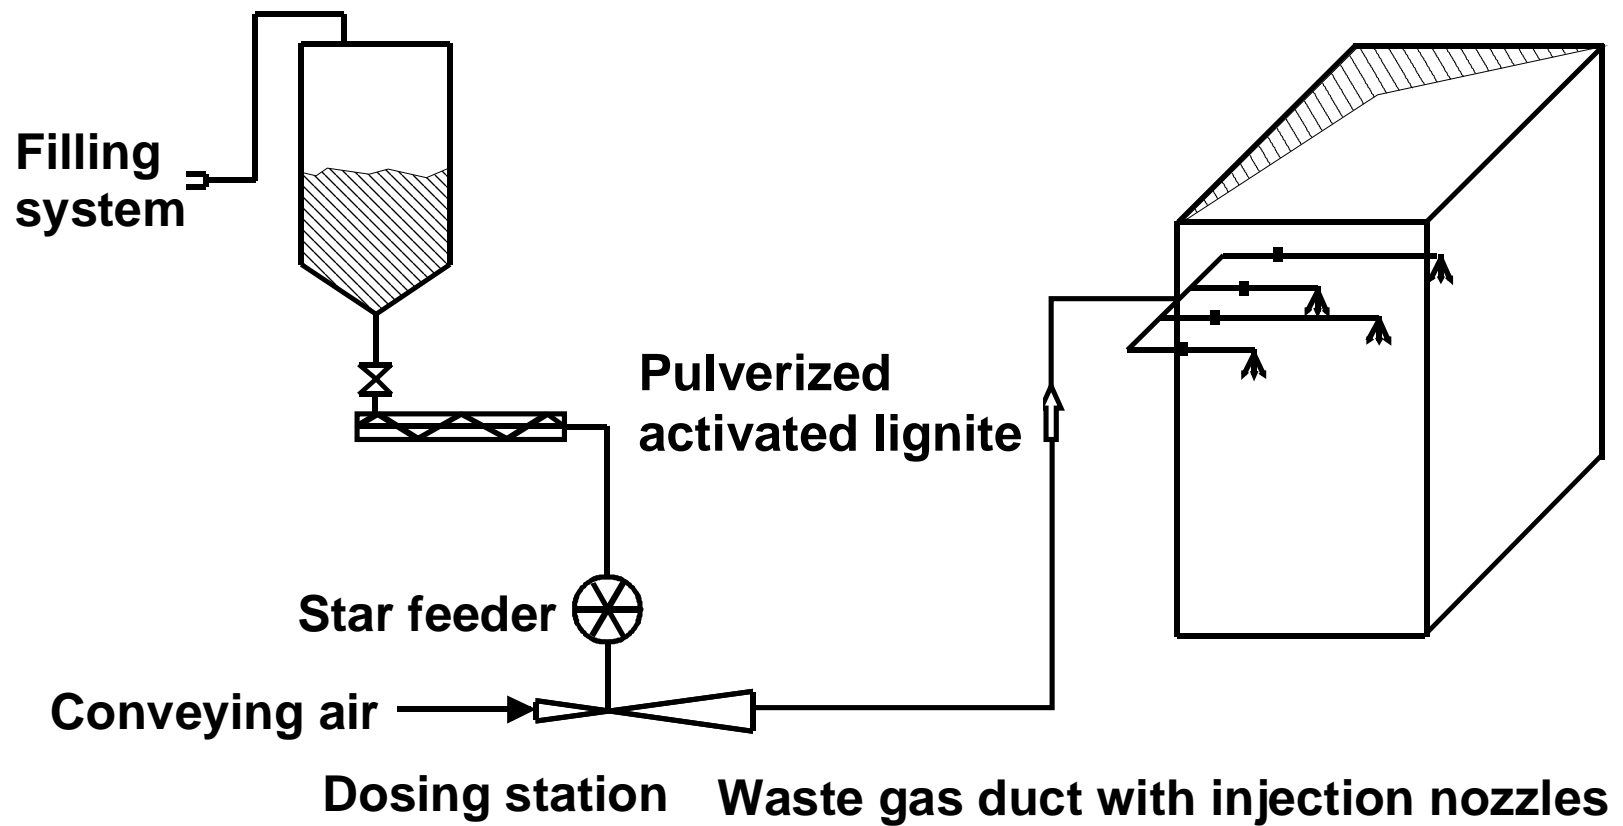 Filling
system
Pulverized
activated lignite
Star feeder
Conveying air
Dosing station
Waste gas duct with injection nozzles